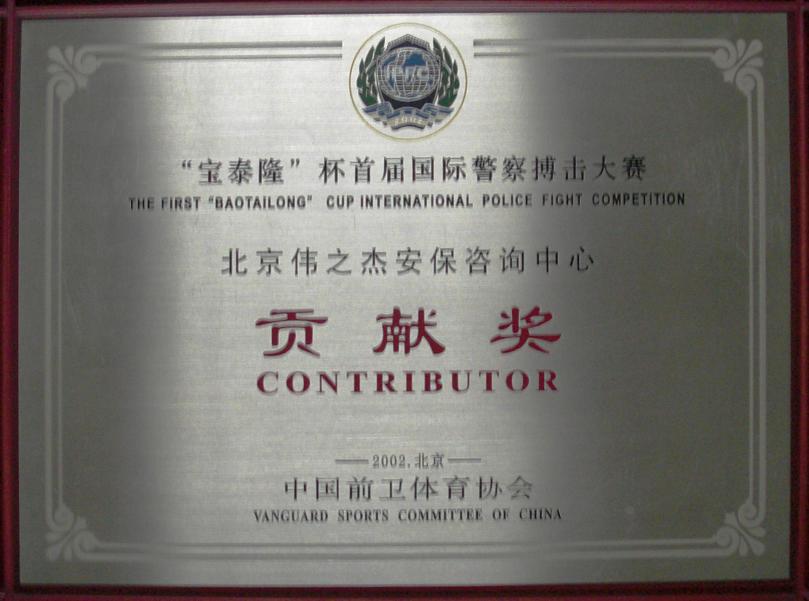 IPFC
2002
“宝泰隆”杯首届国际警察搏击大赛
THE FIRST "BAOTAILONG" CUP INTERNATIONAL POLICE FIGHT COMPETITION
北京伟之杰安保咨询中心
贡献奖
CONTRIBUTOR
2002.北京
中国前卫体育协会
VANGUARD SPORTS COMMITTEE OF CHINA